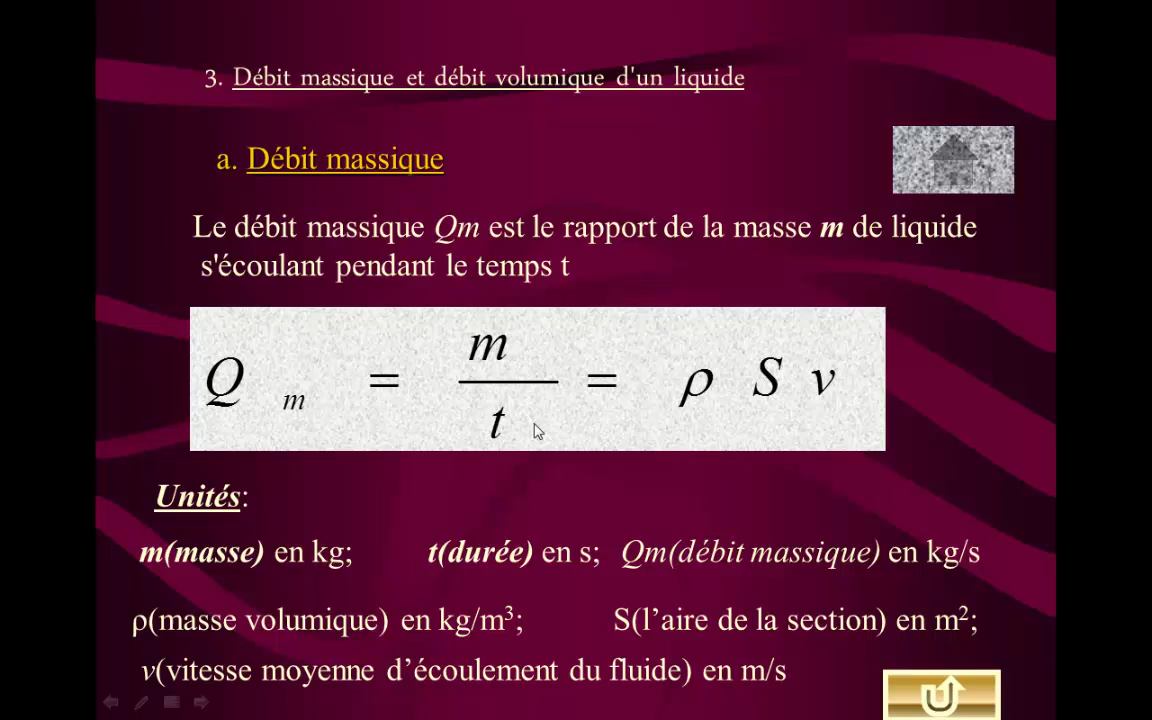 3. Débit massique et débit volumique d'un liquide
a. Débit massique
Le débit massique Qm est le rapport de la masse m de liquide
s'écoulant pendant le temps t
Q m = m / t = ρ S v
Unités:
m(masse) en kg; t(durée) en s; Qm(débit massique) en kg/s
ρ(masse volumique) en kg/m³; S(l’aire de la section) en m²;
v(vitesse moyenne d’écoulement du fluide) en m/s